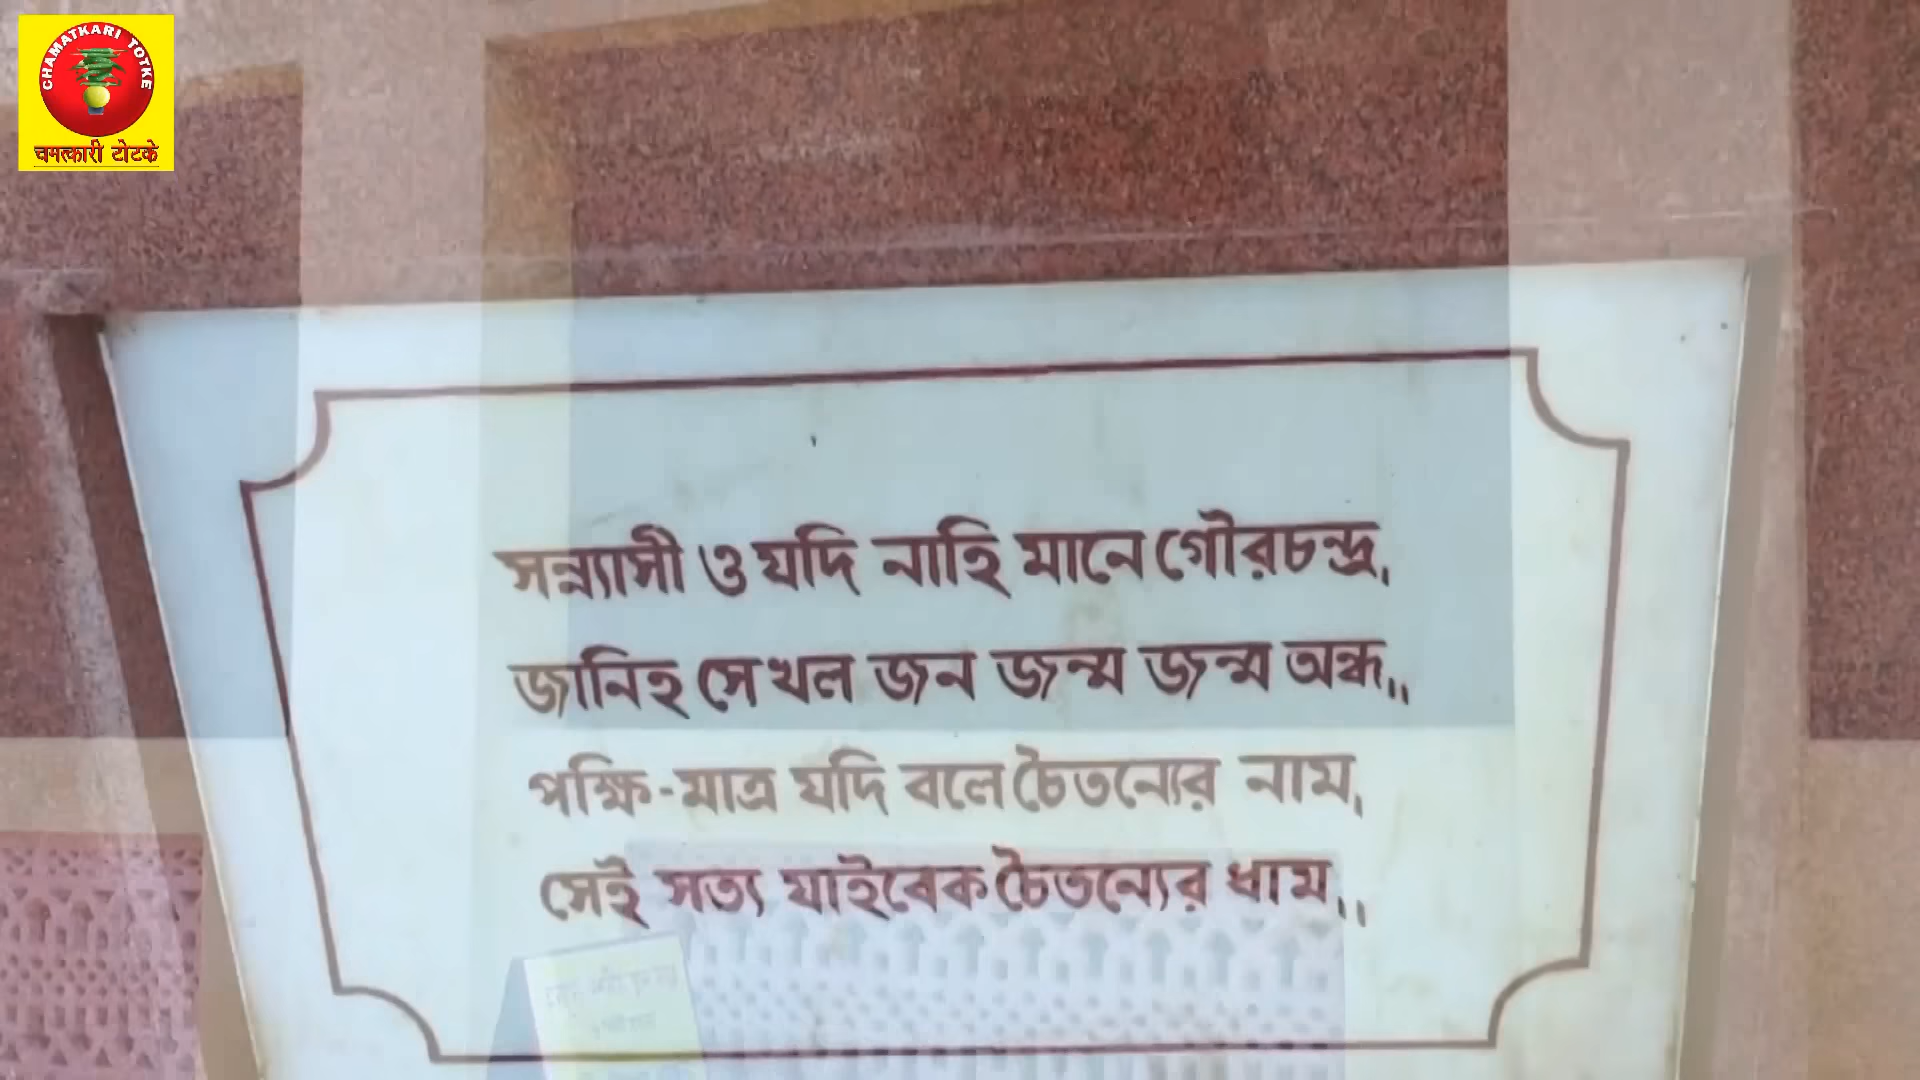 CHAMATKARI TOTKE
चमत्कारी टोटके
সন্ন্যাসী ও যদি নাহি মানে গৌরচন্দ্র,
জানিহ সে খল জন জন্ম জন্ম অন্ধ,,
পক্ষি-মাত্র যদি বলে চৈতন্যের নাম,
সেই সত্য যাইবেক চৈতন্যের ধাম,,